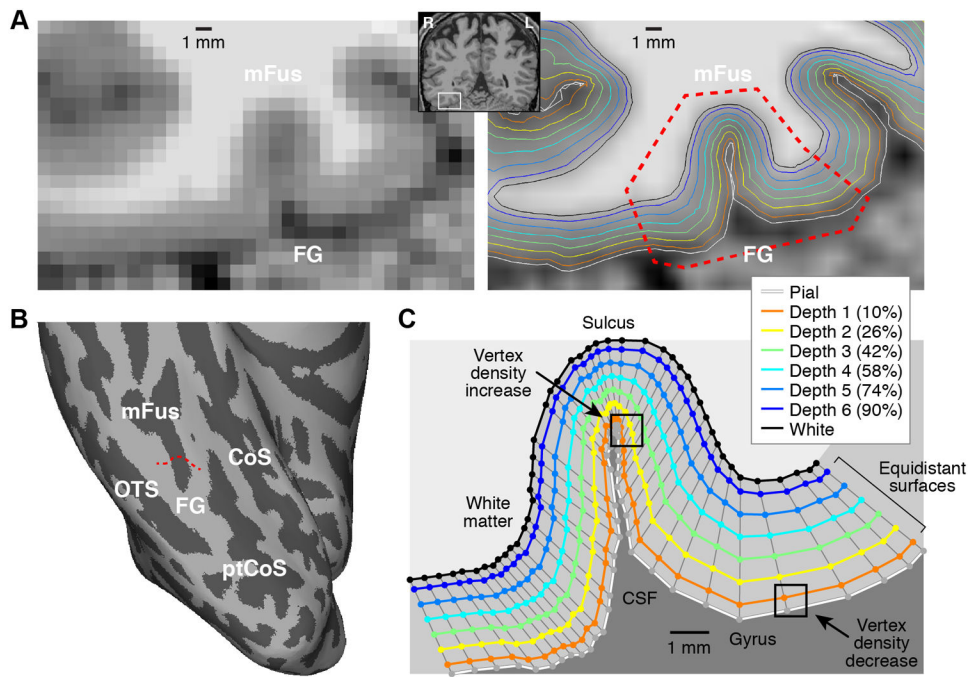 A
1 mm
mFus
FG
R L
1 mm
mFus
FG
B
mFus
CoS
OTS
FG
ptCoS
C
Sulcus
Vertex
density
increase
White
matter
CSF
1 mm
Gyrus
Equidistant
surfaces
Vertex
density
decrease
Pial
Depth 1 (10%)
Depth 2 (26%)
Depth 3 (42%)
Depth 4 (58%)
Depth 5 (74%)
Depth 6 (90%)
White